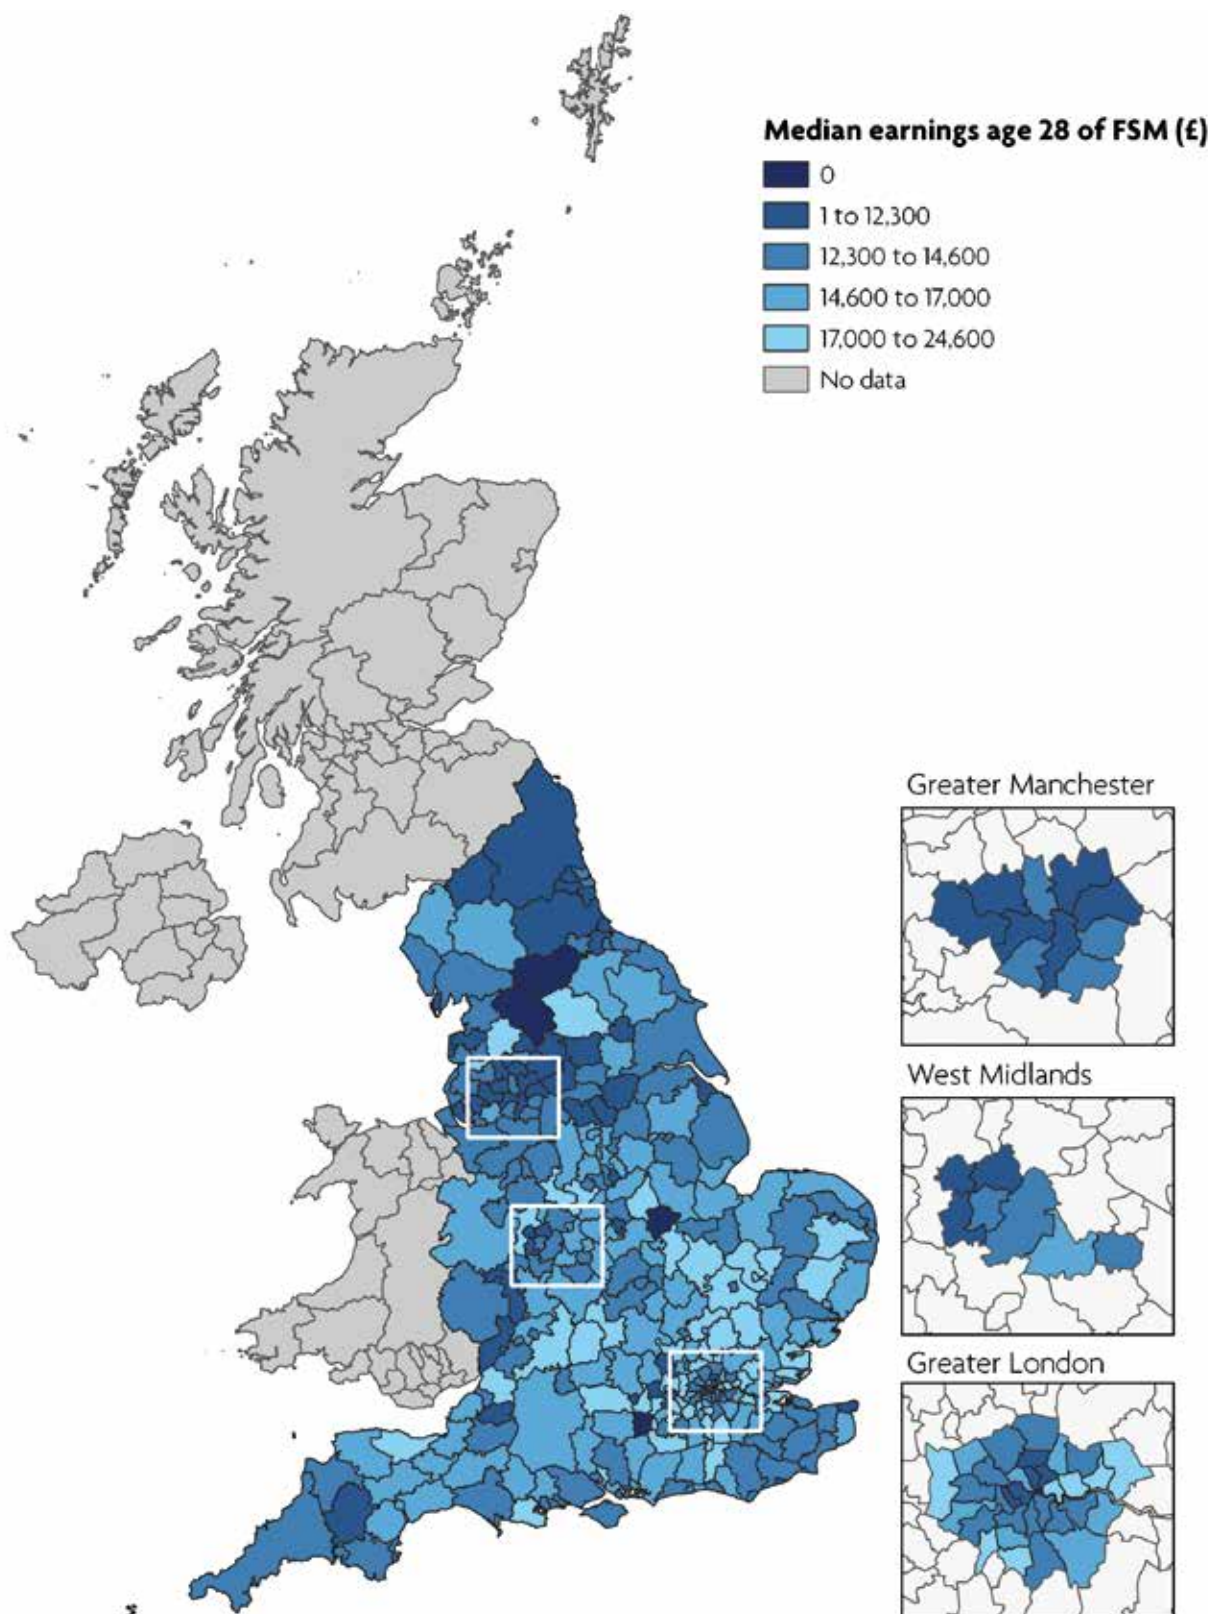 Median earnings age 28 of FSM (£)
0
1 to 12,300
12,300 to 14,600
14,600 to 17,000
17,000 to 24,600
No data
Greater Manchester
West Midlands
Greater London